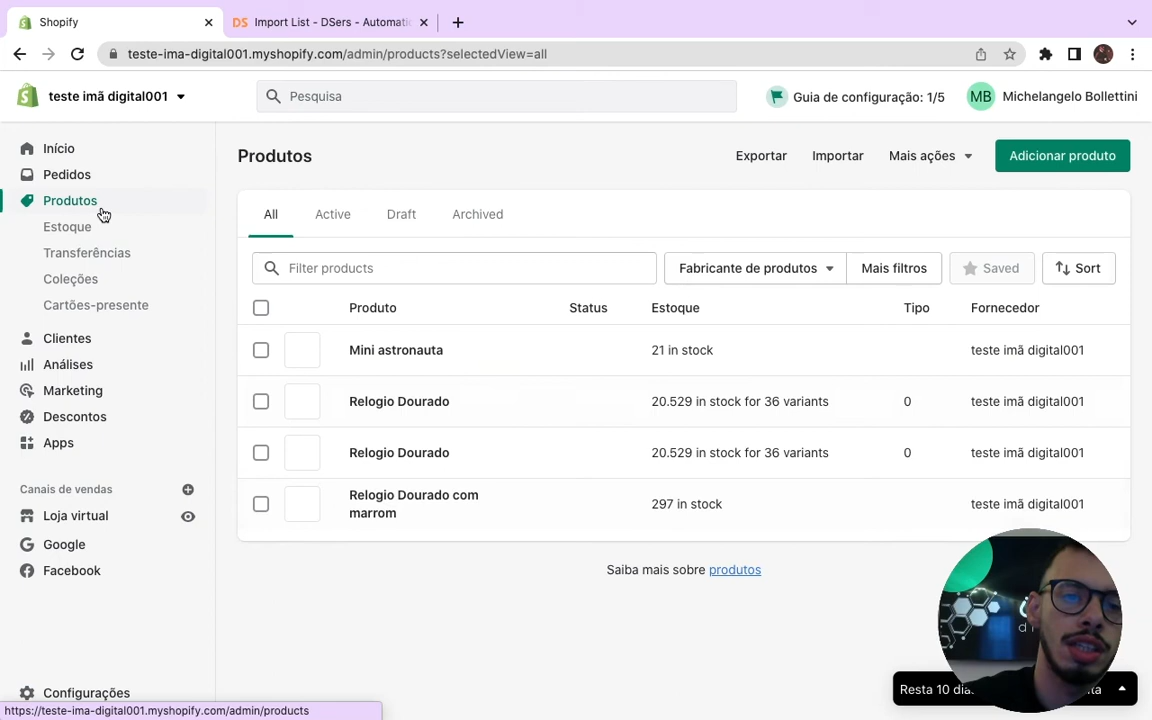 Shopify
DS Import List - DSers - Automatic
teste-ima-digital001.myshopify.com/admin/products?selectedView=all
teste imã digital001
Pesquisa
Guia de configuração: 1/5
MB Michelangelo Bollettini
Início
Pedidos
Produtos
Estoque
Transferências
Coleções
Cartões-presente
Clientes
Análises
Marketing
Descontos
Apps
Canais de vendas
Loja virtual
Google
Facebook
Configurações
Produtos
Exportar Importar Mais ações Adicionar produto
All Active Draft Archived
Filter products Fabricante de produtos Mais filtros Saved Sort
Produto Status Estoque Tipo Fornecedor
Mini astronauta 21 in stock teste imã digital001
Relogio Dourado 20.529 in stock for 36 variants 0 teste imã digital001
Relogio Dourado 20.529 in stock for 36 variants 0 teste imã digital001
Relogio Dourado com
marrom 297 in stock teste imã digital001
Saiba mais sobre produtos
Resta 10
https://teste-ima-digital001.myshopify.com/admin/products